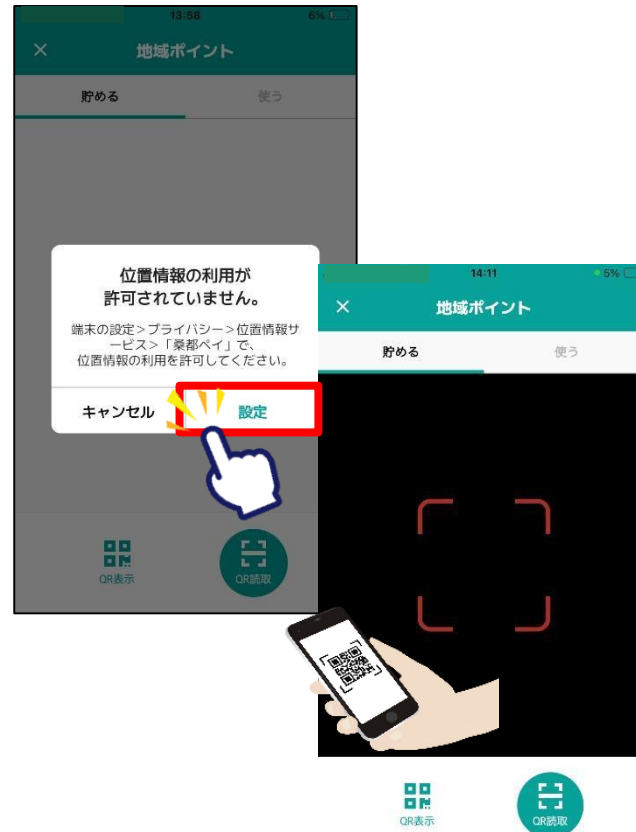 13:58
6%
×
地域ポイント
貯める
使う
位置情報の利用が
許可されていません。
端末の設定＞プライバシー＞位置情報サ
ービス＞「桑都ペイ」で、
位置情報の利用を許可してください。
キャンセル
設定
QR表示
QR読取
14:11
5%
×
地域ポイント
貯める
使う
QR表示
QR読取